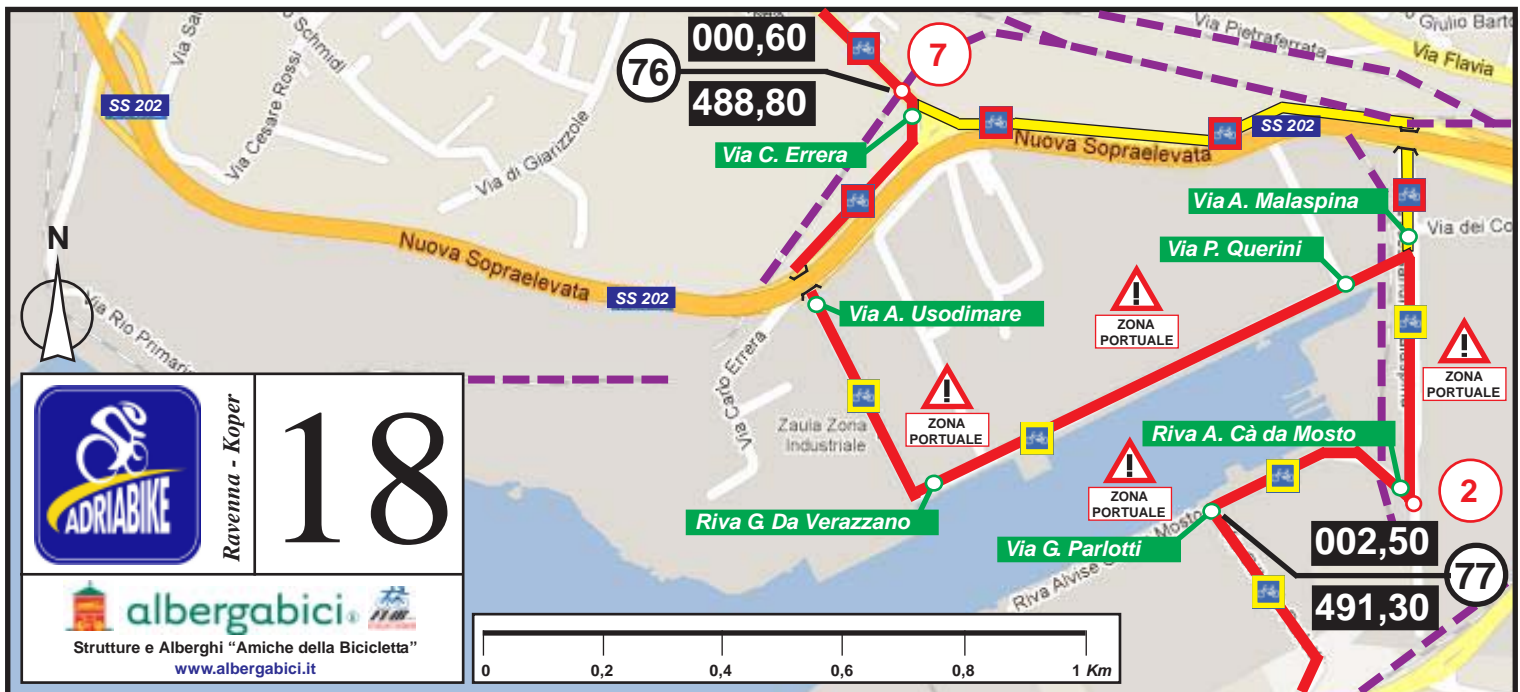 Via Schmidl
Via Cesare Rossi
Via di Giarizzole
SS 202
Nuova Sopraelevata
SS 202
N
Via Rio Primario
000,60
76
488,80
7
Via C. Errera
Via Pietraferrata
Giulio Barto
Via Flavia
Nuova Sopraelevata
SS 202
Via A. Malaspina
Via dei Co
Via P. Querini
Via A. Usodimare
ZONA
PORTUALE
ZONA
PORTUALE
ZONA
PORTUALE
ZONA
PORTUALE
Via Carlo Errera
Zaula Zona
Industriale
Riva G. Da Verazzano
Riva A. Cà da Mosto
2
Via G. Parlotti
002,50
77
491,30
ADRIABIKE
Ravenna - Koper
18
albergabici®
Strutture e Alberghi “Amiche della Bicicletta”
www.albergabici.it
0 0,2 0,4 0,6 0,8 1 Km